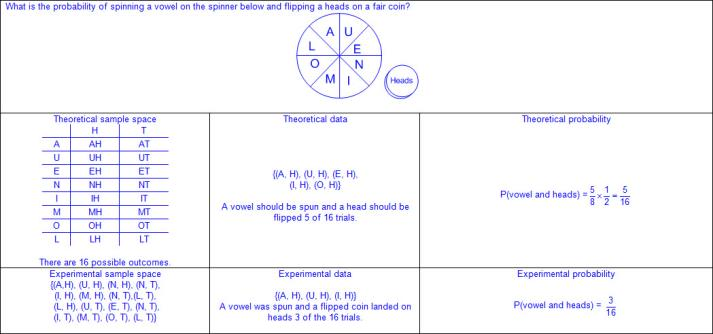 What is the probability of spinning a vowel on the spinner below and flipping a heads on a fair coin?
A U
L E
O N
M I
Heads
Theoretical sample space
H T
A AH AT
U UH UT
E EH ET
N NH NT
I IH IT
M MH MT
O OH OT
L LH LT
There are 16 possible outcomes.
Theoretical data
{(A, H), (U, H), (E, H),
(I, H), (O, H)}
A vowel should be spun and a head should be
flipped 5 of 16 trials.
Theoretical probability
P(vowel and heads) = 5/8 × 1/2 = 5/16
Experimental sample space
{(A,H), (U, H), (N, H), (N, T),
(I, H), (M, H), (N, T),(L, T),
(L, H), (U, T), (E, T), (N, T),
(I, T), (M, T), (O, T), (L, T)}
Experimental data
{(A, H), (U, H), (I, H)}
A vowel was spun and a flipped coin landed on
heads 3 of the 16 trials.
Experimental probability
P(vowel and heads) = 3/16